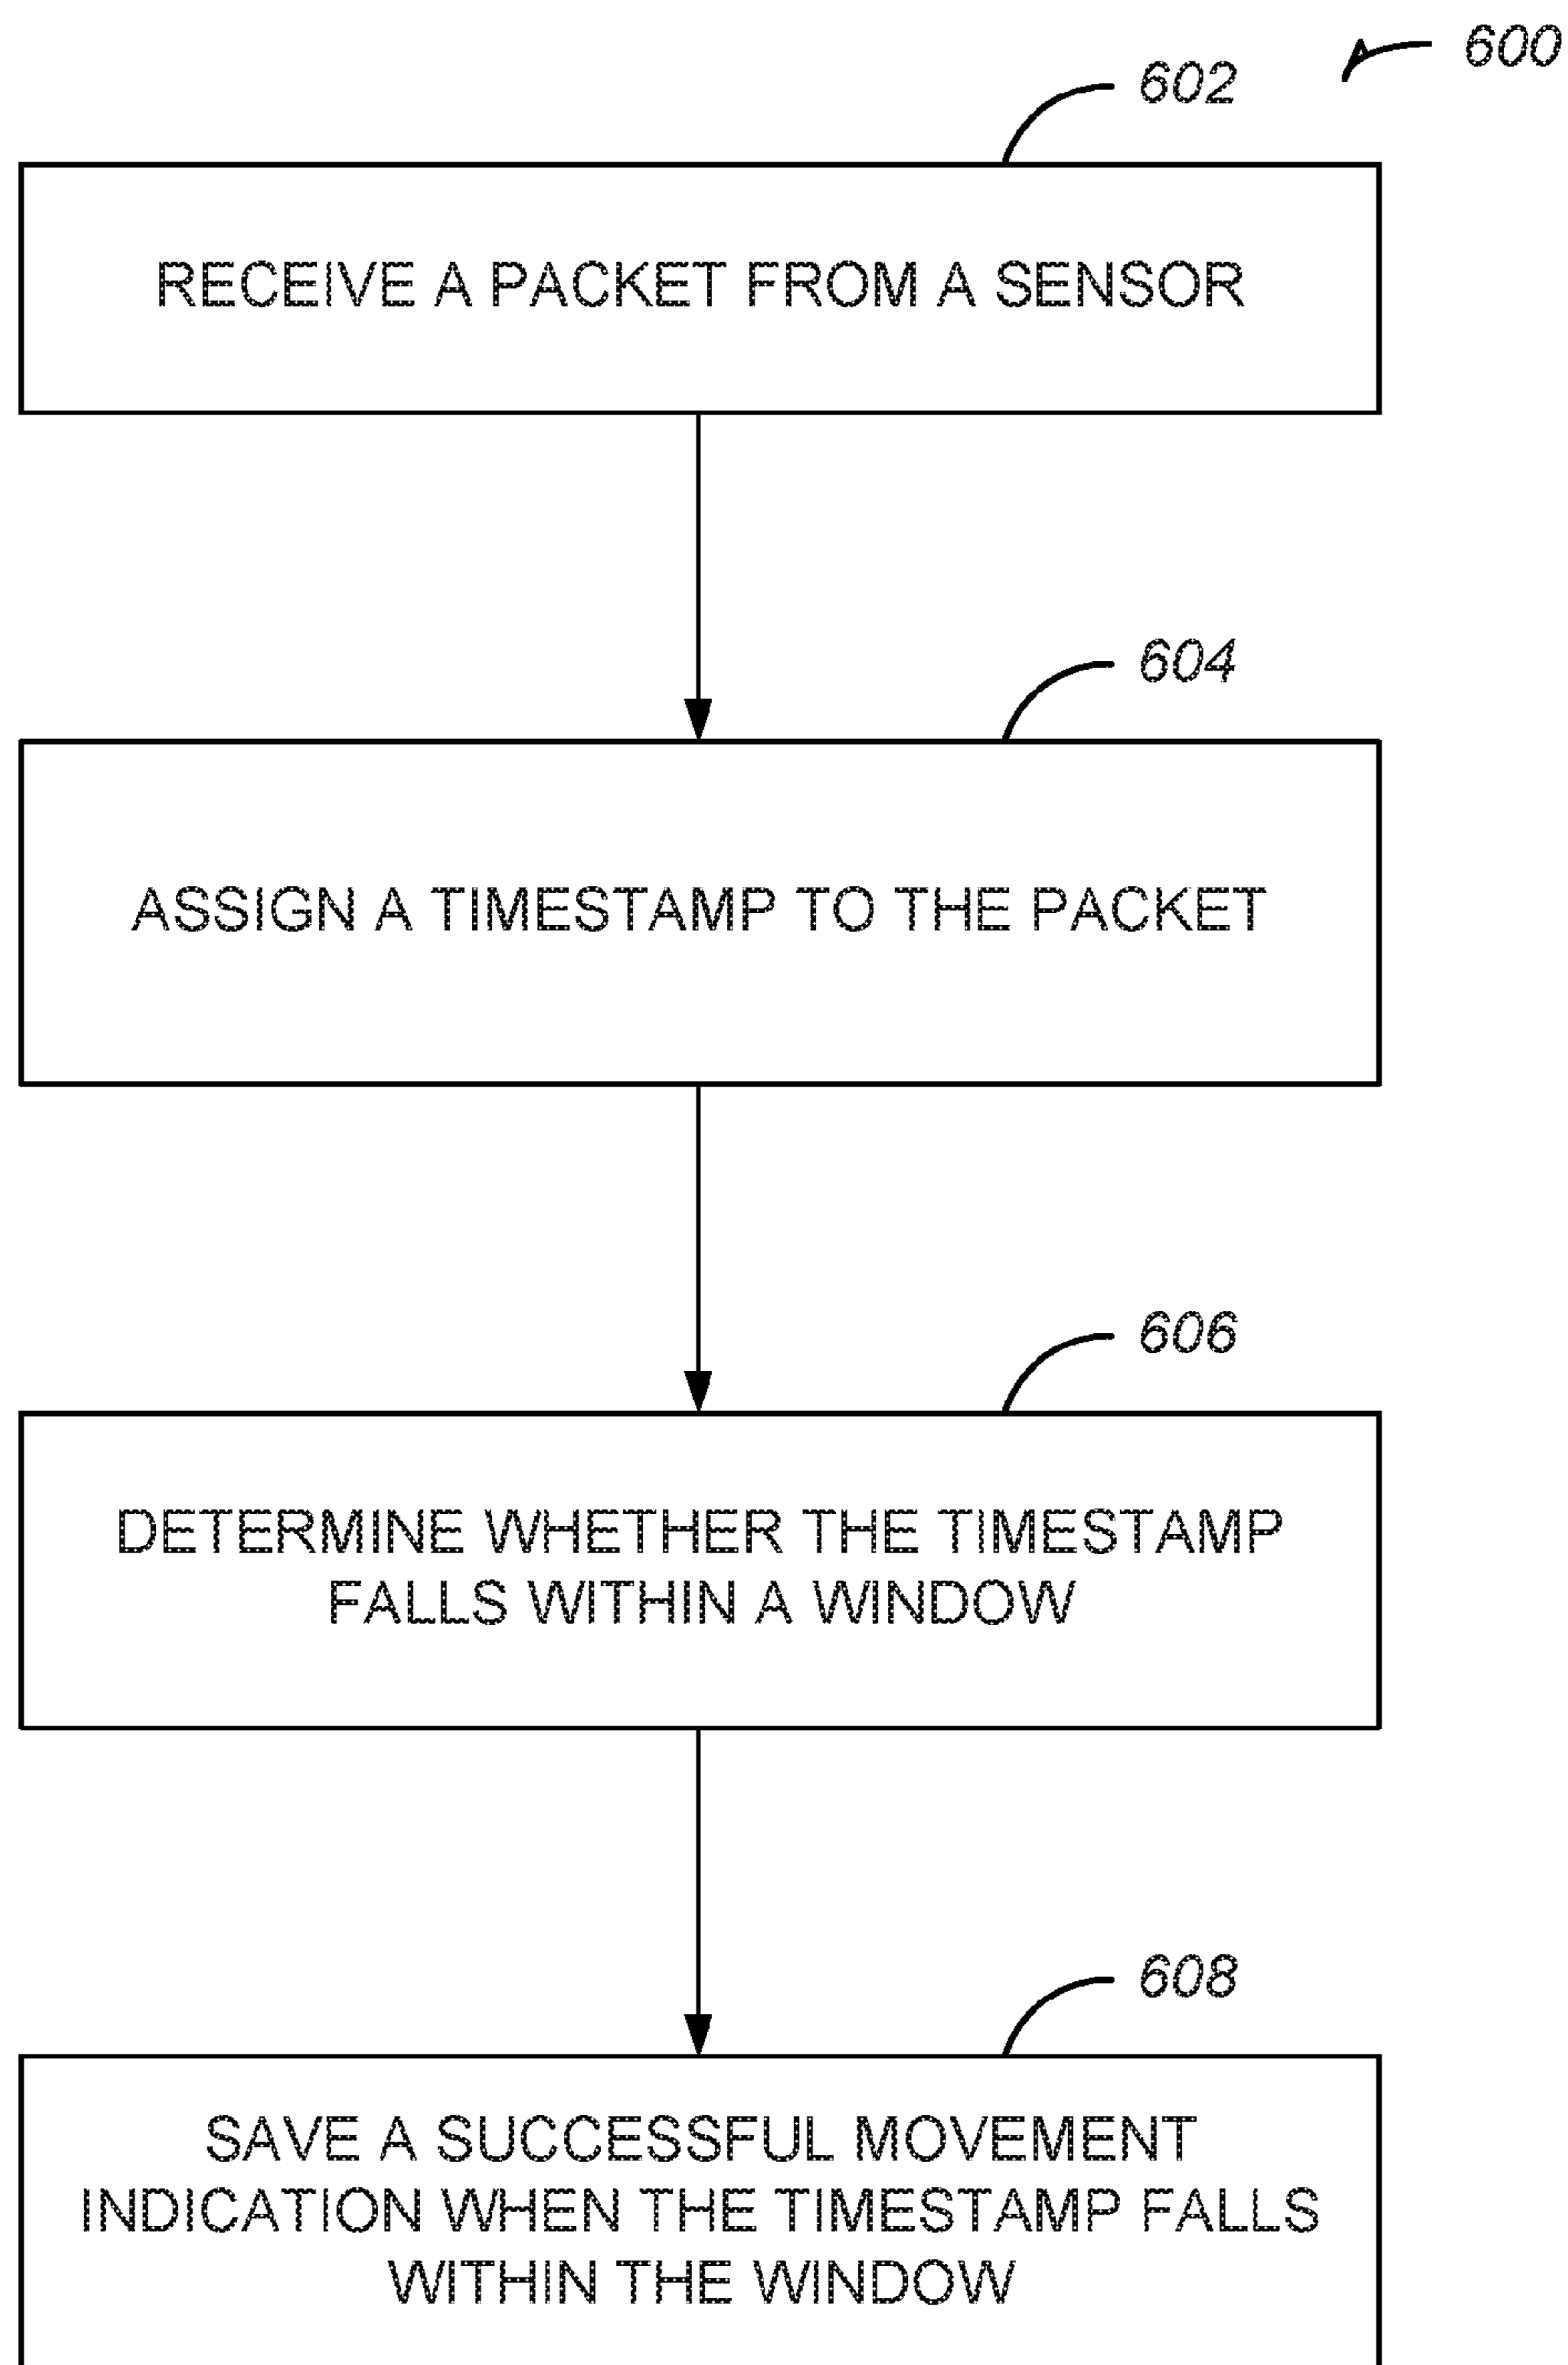 600
602
RECEIVE A PACKET FROM A SENSOR
604
ASSIGN A TIMESTAMP TO THE PACKET
606
DETERMINE WHETHER THE TIMESTAMP
FALLS WITHIN A WINDOW
608
SAVE A SUCCESSFUL MOVEMENT
INDICATION WHEN THE TIMESTAMP FALLS
WITHIN THE WINDOW